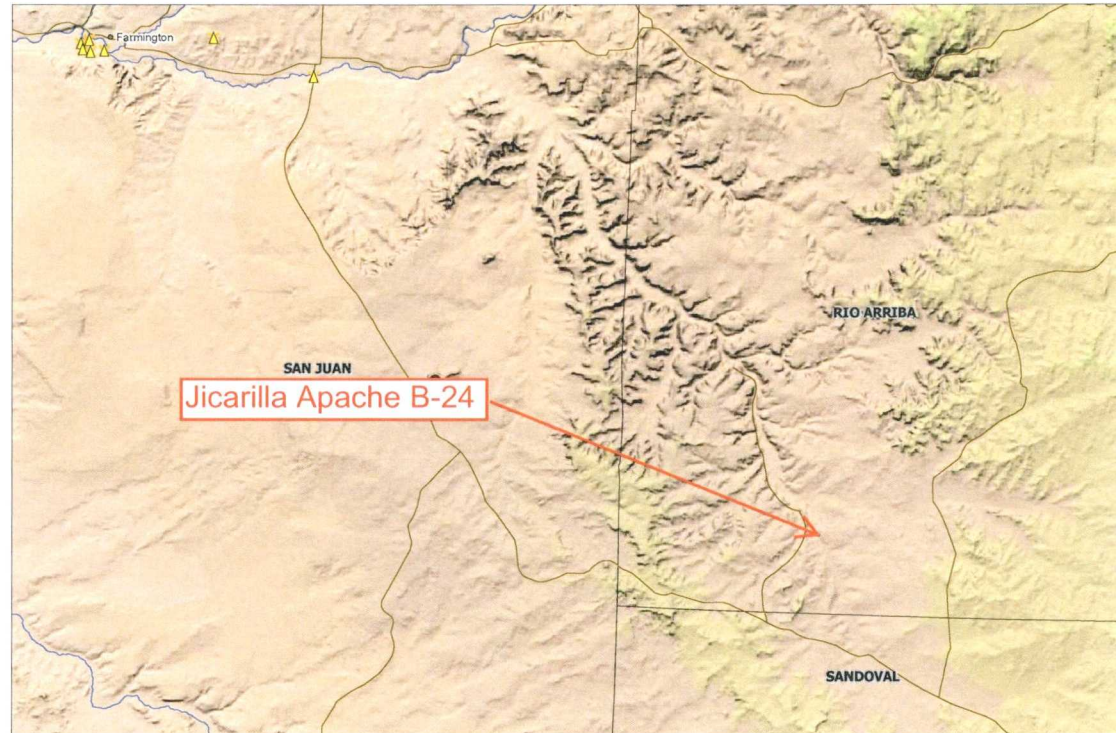 Farmington
RIO ARRIBA
SAN JUAN
Jicarilla Apache B-24
SANDOVAL